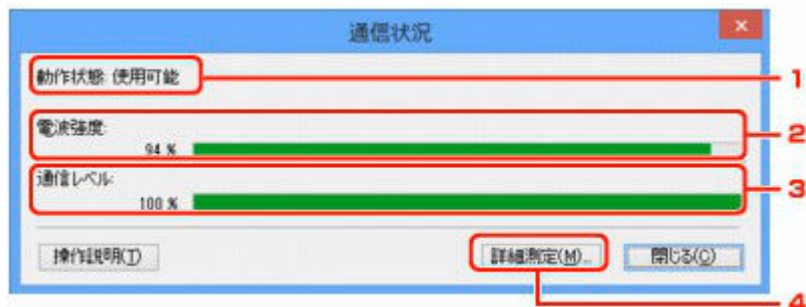 通信状況
動作状態: 使用可能
1
電波強度:
2
94 %
通信レベル:
3
100 %
操作説明(T)
詳細測定(M)...
閉じる(C)
4